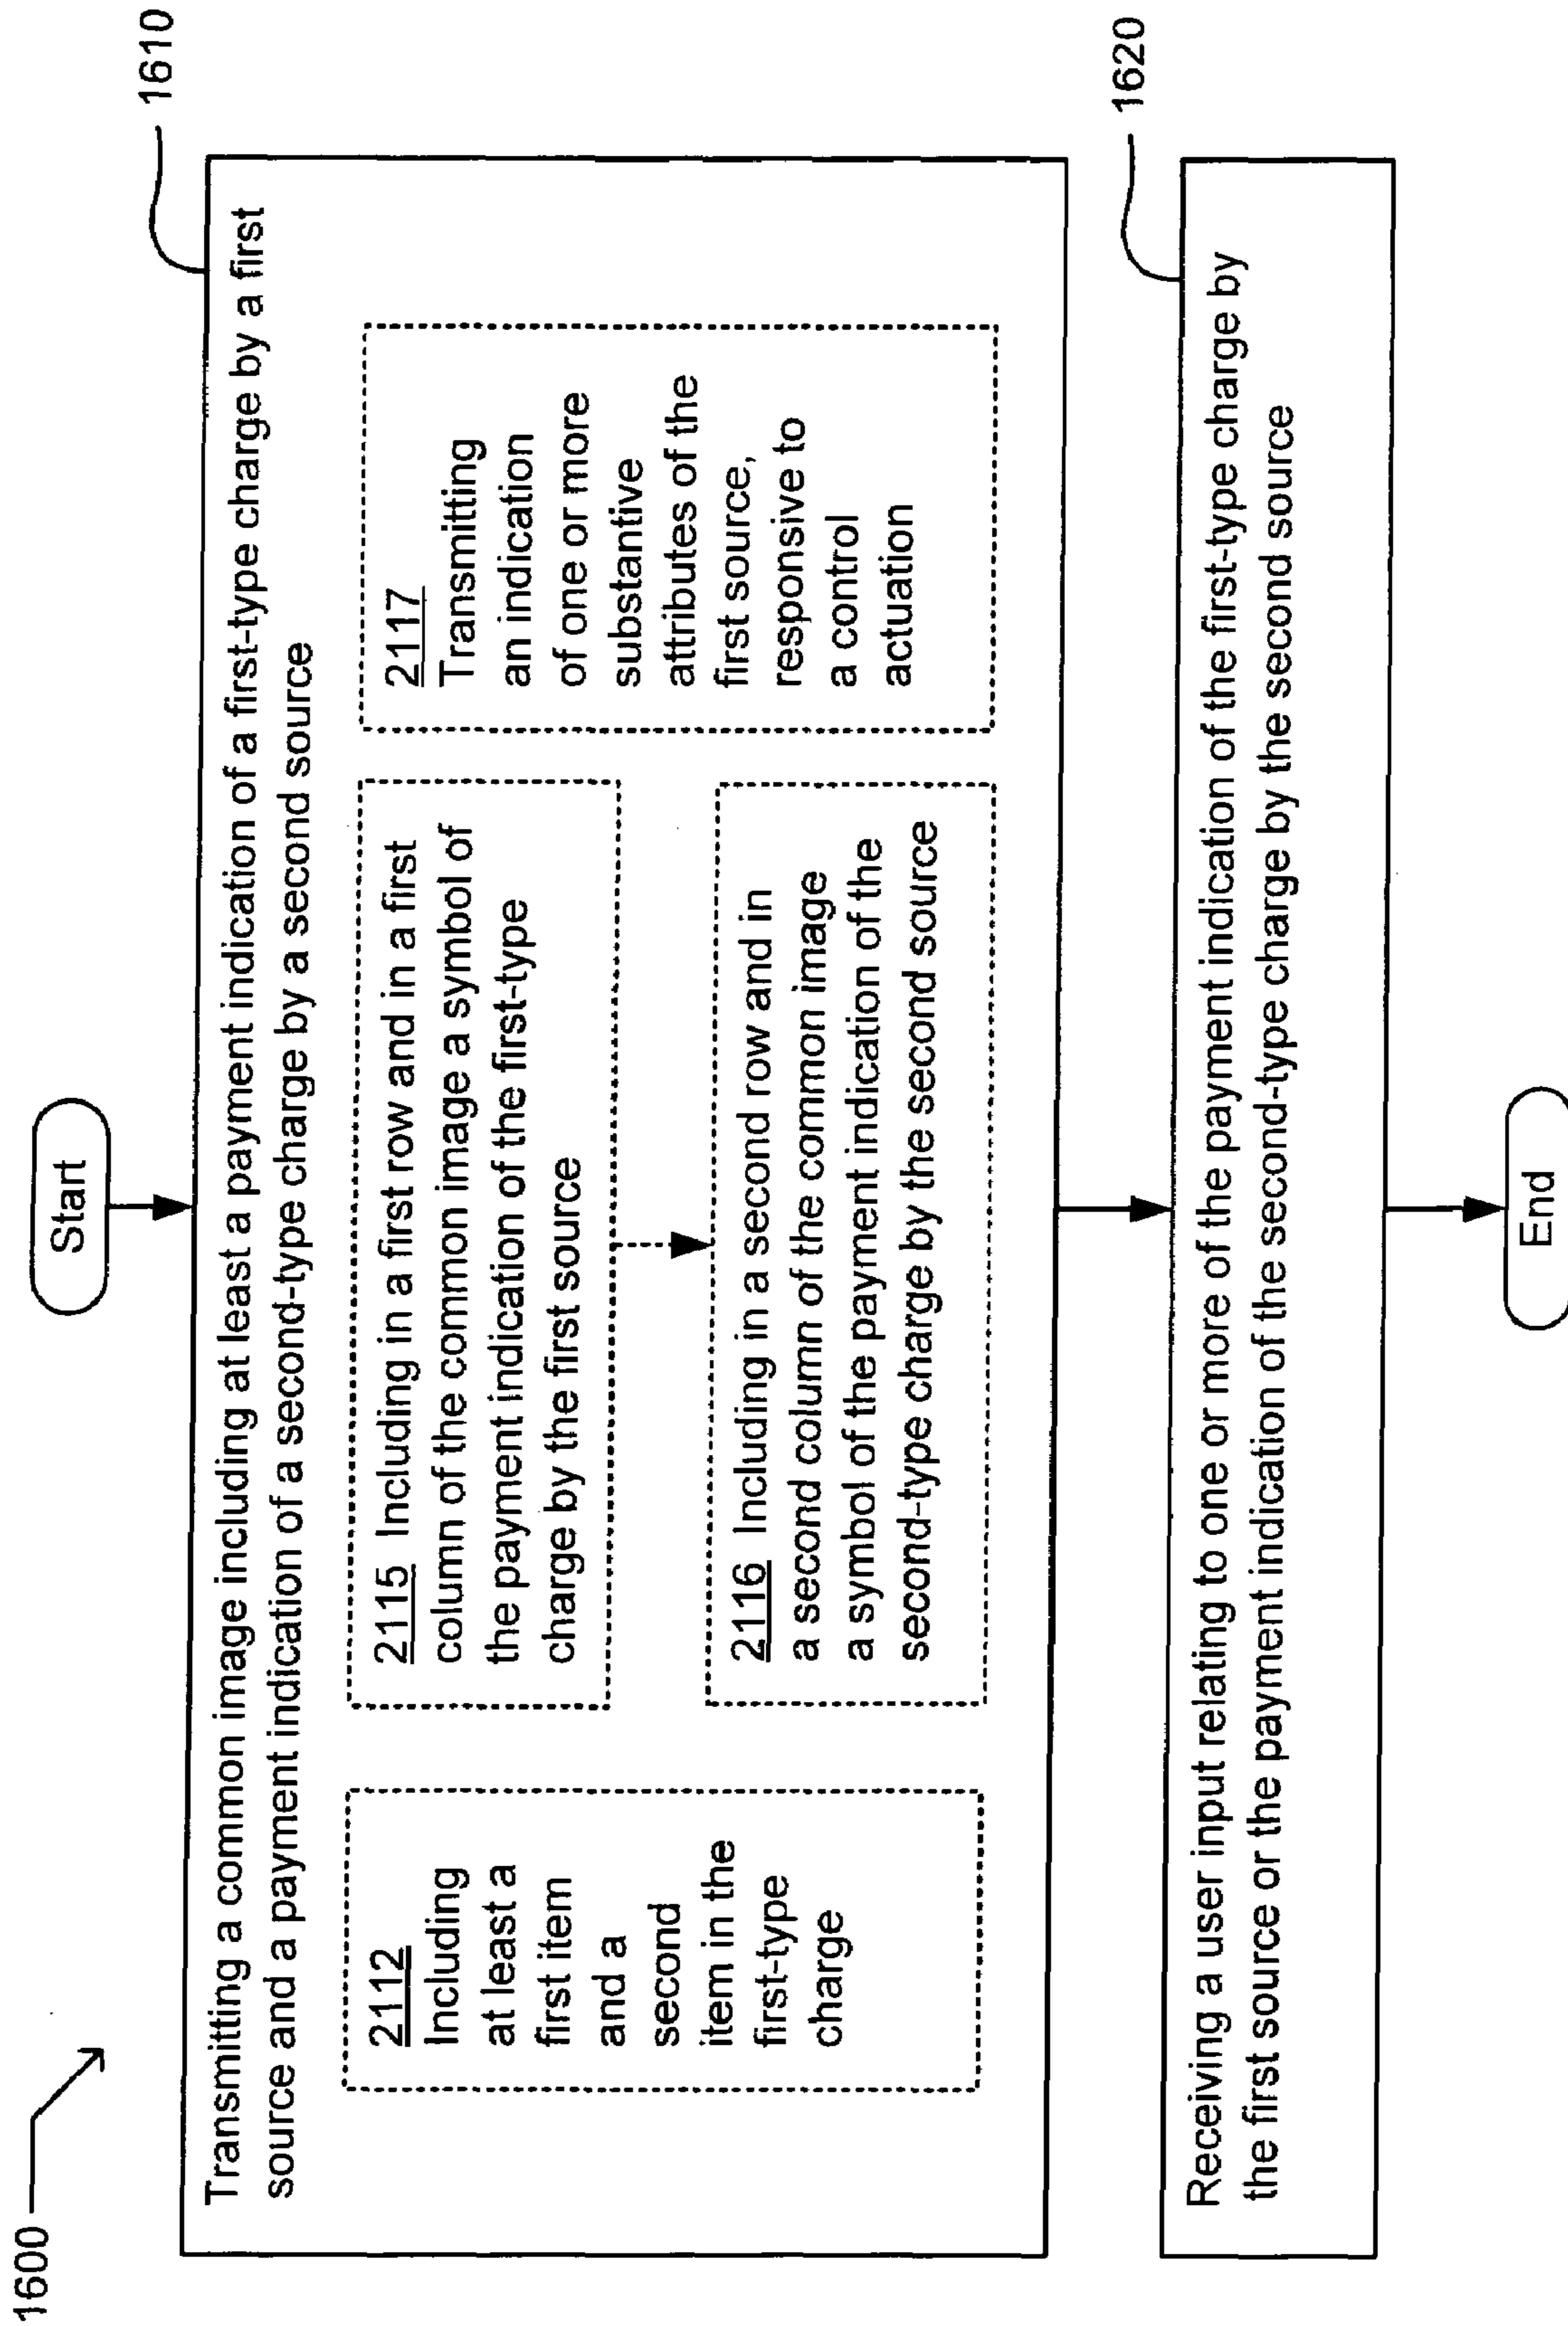 1600
Start
1610
Transmitting a common image including at least a payment indication of a first-type charge by a first
source and a payment indication of a second-type charge by a second source
2112
Including
at least a
first item
and a
second
item in the
first-type
charge
2115 Including in a first row and in a first
column of the common image a symbol of
the payment indication of the first-type
charge by the first source
2116 Including in a second row and in
a second column of the common image
a symbol of the payment indication of the
second-type charge by the second source
2117
Transmitting
an indication
of one or more
substantive
attributes of the
first source,
responsive to
a control
actuation
1620
Receiving a user input relating to one or more of the payment indication of the first-type charge by
the first source or the payment indication of the second-type charge by the second source
End